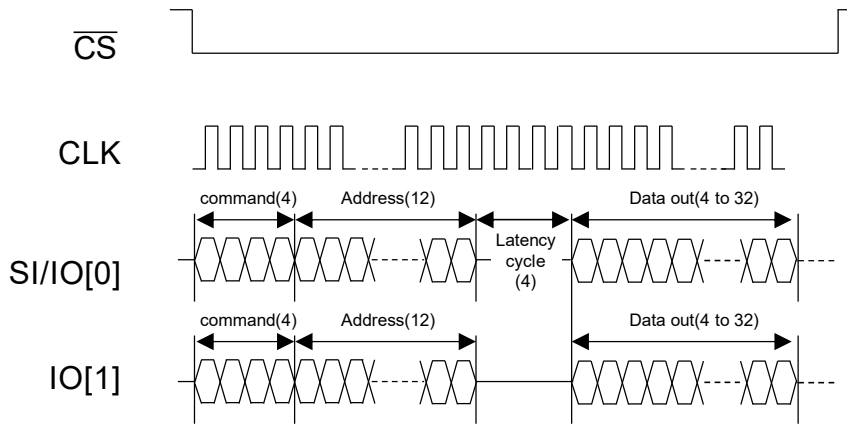 CS
CLK
command(4) Address(12) Data out(4 to 32)
SI/IO[0]
Latency
cycle
(4)
command(4) Address(12) Data out(4 to 32)
IO[1]